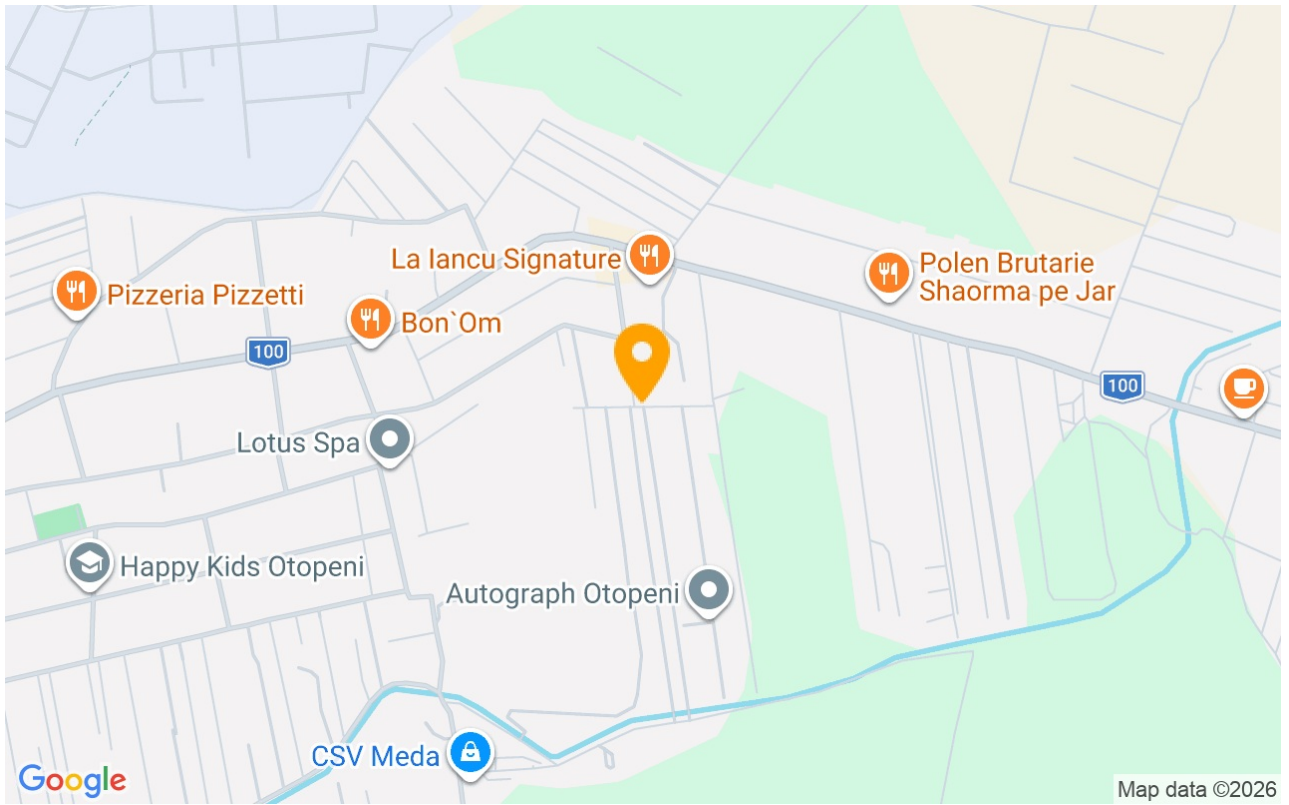 La Iancu Signature
Polen Brutarie
Shaorma pe Jar
Pizzeria Pizzetti
Bon`Om
100
100
Lotus Spa
Happy Kids Otopeni
Autograph Otopeni
CSV Meda
Google
Map data ©2026